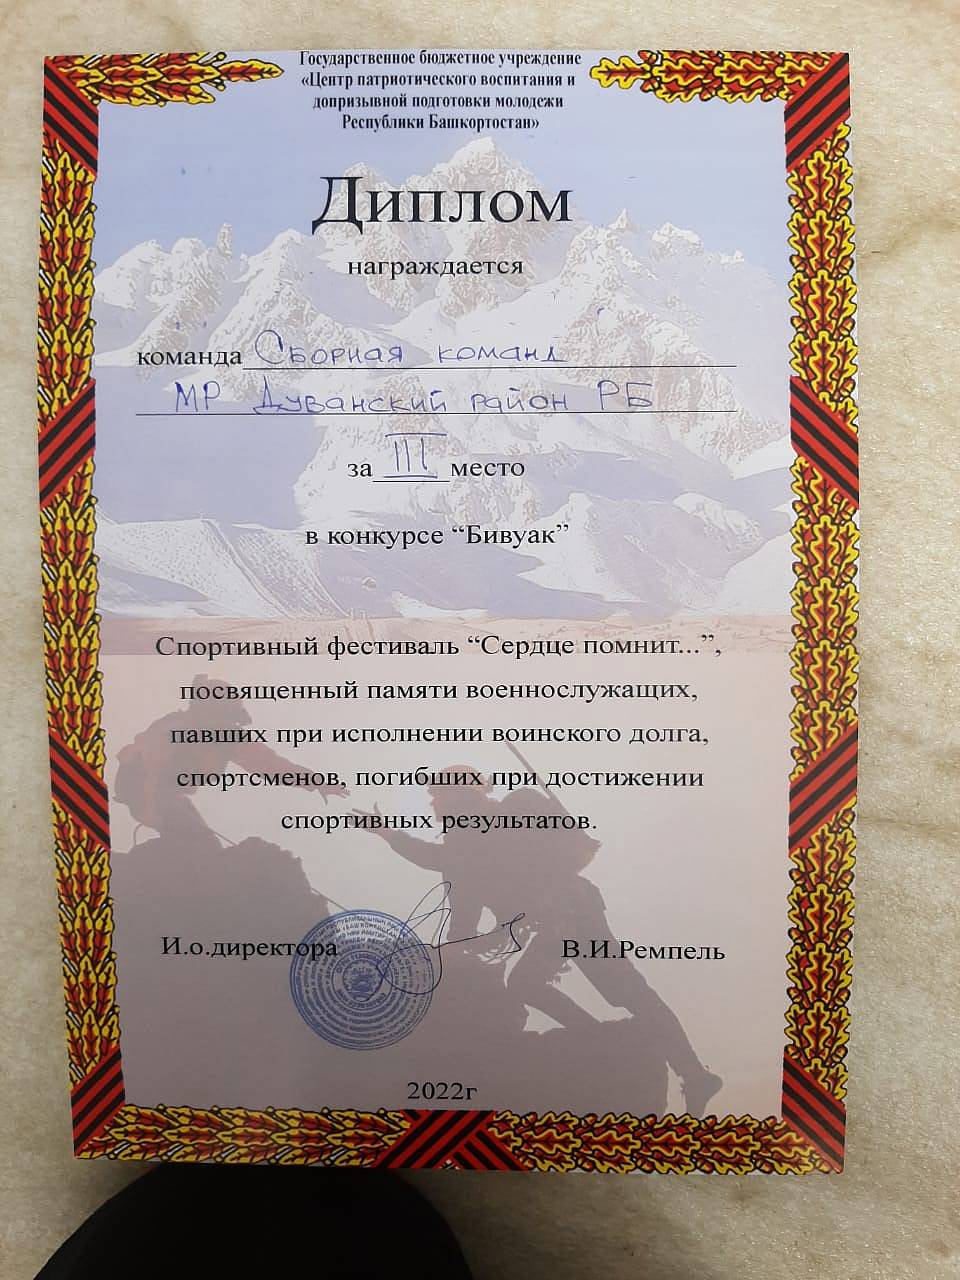 Государственное бюджетное учреждение
«Центр патриотического воспитания и
допризывной подготовки молодежи
Республики Башкортостан»
Диплом
награждается
команда Сборная команд
МР Дуванский район РБ
за III место
в конкурсе “Бивуак”
Спортивный фестиваль “Сердце помнит...”,
посвященный памяти военнослужащих,
павших при исполнении воинского долга,
спортсменов, погибших при достижении
спортивных результатов.
И.о.директора В.И.Ремпель
2022г